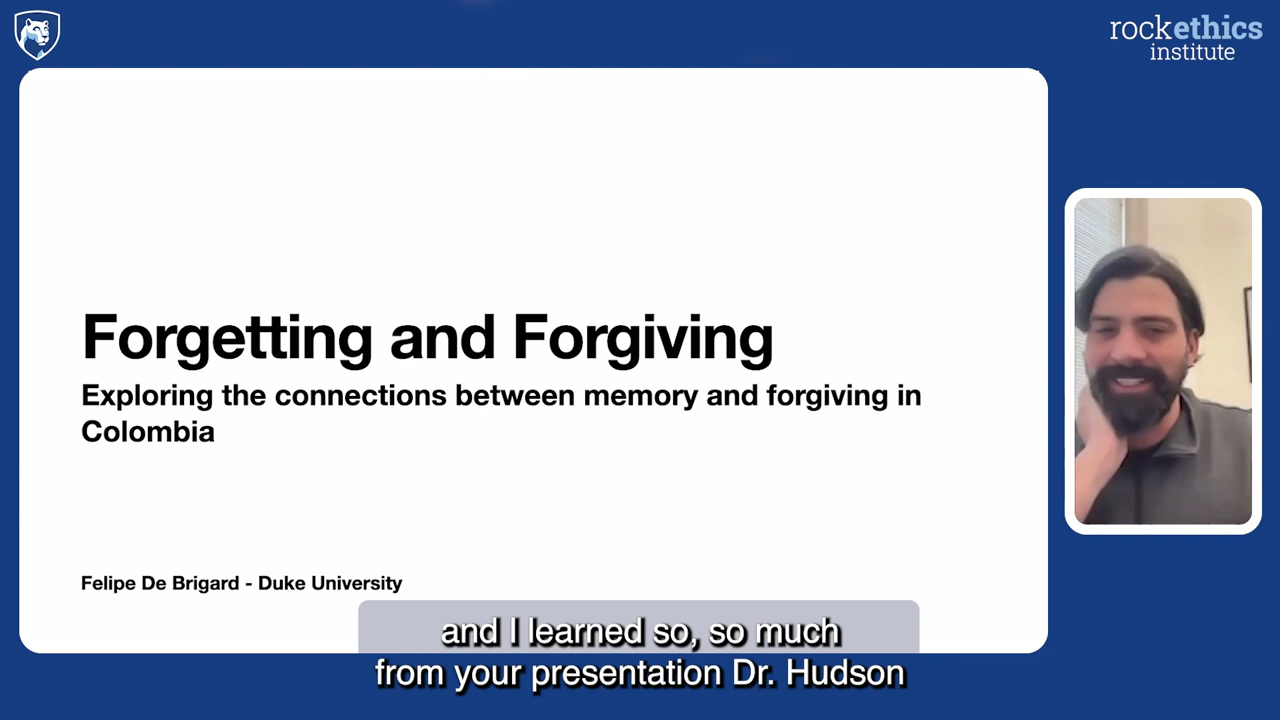 rockethics
institute
Forgetting and Forgiving
Exploring the connections between memory and forgiving in
Colombia
Felipe De Brigard - Duke University
and I learned so, so much
from your presentation Dr. Hudson